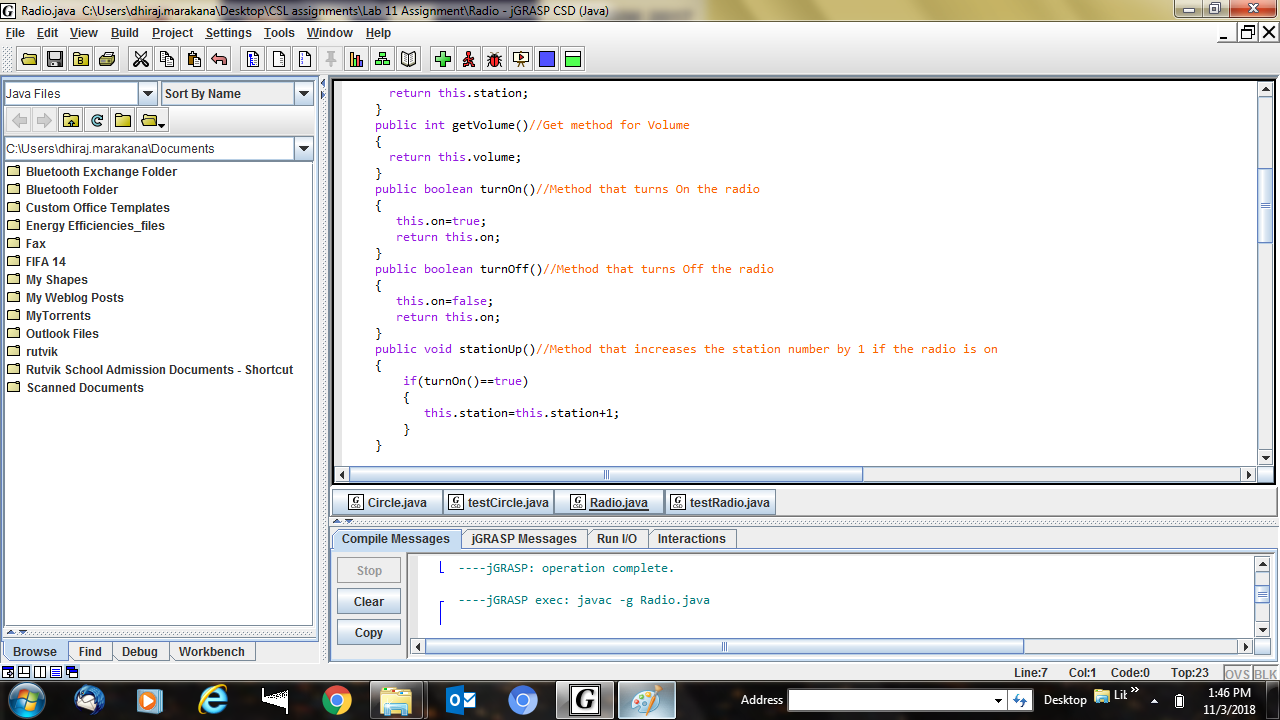 Radio.java C:\Users\dhiraj.marakana\Desktop\CSL assignments\Lab 11 Assignment\Radio - jGRASP CSD (Java)
File Edit View Build Project Settings Tools Window Help
Java Files Sort By Name
C:\Users\dhiraj.marakana\Documents
Bluetooth Exchange Folder
Bluetooth Folder
Custom Office Templates
Energy Efficiencies_files
Fax
FIFA 14
My Shapes
My Weblog Posts
MyTorrents
Outlook Files
rutvik
Rutvik School Admission Documents - Shortcut
Scanned Documents
Browse Find Debug Workbench
return this.station;
}
public int getVolume()//Get method for Volume
{
return this.volume;
}
public boolean turnOn()//Method that turns On the radio
{
this.on=true;
return this.on;
}
public boolean turnOff()//Method that turns Off the radio
{
this.on=false;
return this.on;
}
public void stationUp()//Method that increases the station number by 1 if the radio is on
{
if(turnOn()==true)
{
this.station=this.station+1;
}
}
Circle.java testCircle.java Radio.java testRadio.java
Compile Messages jGRASP Messages Run I/O Interactions
Stop
Clear
Copy
----jGRASP: operation complete.
----jGRASP exec: javac -g Radio.java
Line:7 Col:1 Code:0 Top:23 OVS BLK
Address Desktop Lib »
1:46 PM
11/3/2018